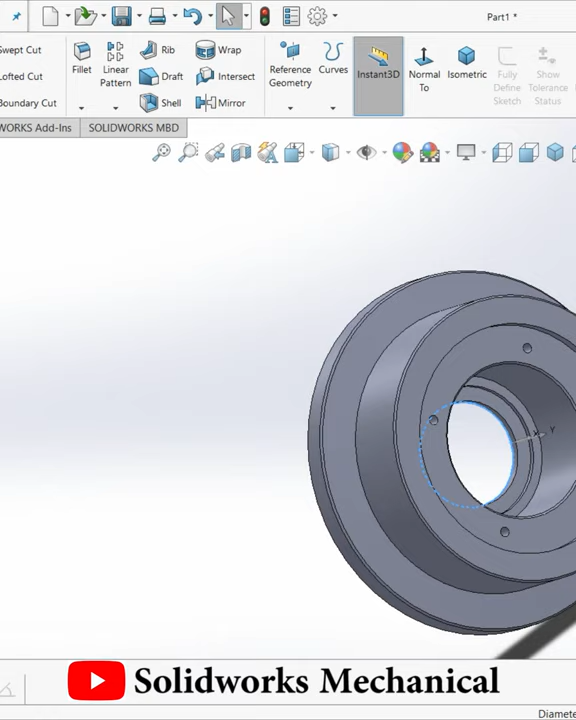 Part1 *
Swept Cut
Lofted Cut
Boundary Cut
Fillet
Linear
Pattern
Rib
Draft
Shell
Wrap
Intersect
Mirror
Reference
Geometry
Curves
Instant3D
Normal
To
Isometric
Fully
Define
Sketch
Show
Tolerance
Status
WORKS Add-Ins
SOLIDWORKS MBD
X
Y
Solidworks Mechanical
Diamete